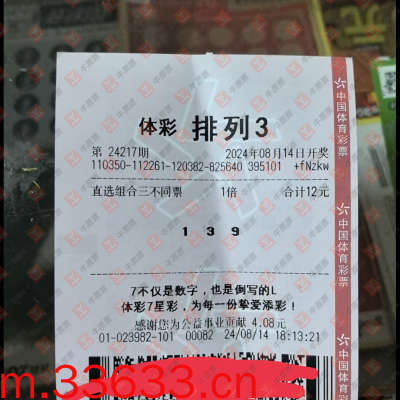 体彩 排列3
第 24217期 2024年08月14日开奖
110350-112261-120382-825640 395101 +fNzkw
直选组合三不同票 1倍 合计12元
1 3 9
7不仅是数字，也是倒写的L
体彩7星彩，为每一份挚爱添彩！
感谢您为公益事业贡献 4.08元
01-023982-101 00082 24/08/14 18:13:21
m.33633.cn
中国体育彩票
中国体育彩票
中国体育彩票